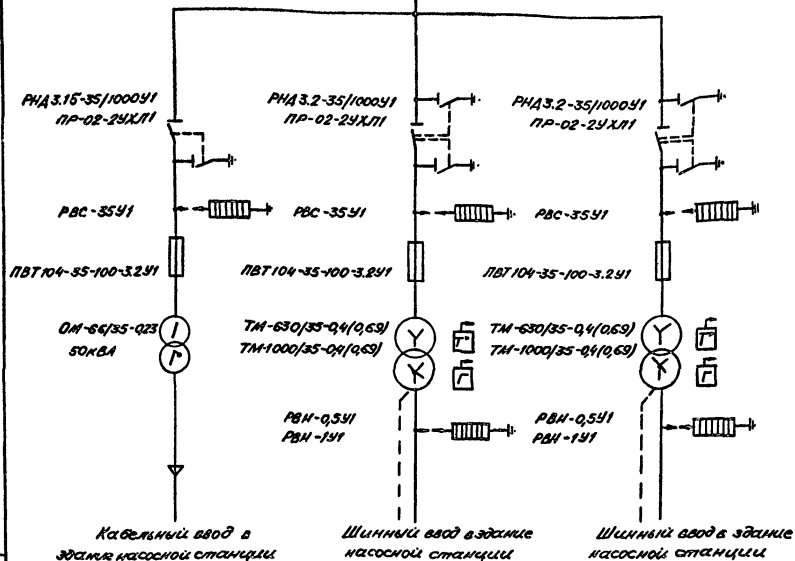 РНДЗ.1б-35/1000У1
ПР-02-2УХЛ1
РНДЗ.2-35/1000У1
ПР-02-2УХЛ1
РНДЗ.2-35/1000У1
ПР-02-2УХЛ1
РВС-35У1
РВС-35У1
РВС-35У1
ПВТ104-35-100-3.2У1
ПВТ104-35-100-3.2У1
ПВТ104-35-100-3.2У1
ОМ-66/35-0,23
50кВА
ТМ-630/35-0,4(0,69)
ТМ-1000/35-0,4(0,69)
Т°
Г
ТМ-630/35-0,4(0,69)
ТМ-1000/35-0,4(0,69)
Т°
Г
РВН-0,5У1
РВН-1У1
РВН-0,5У1
РВН-1У1
Кабельный ввод в
здание насосной станции
Шинный ввод в здание
насосной станции
Шинный ввод в здание
насосной станции